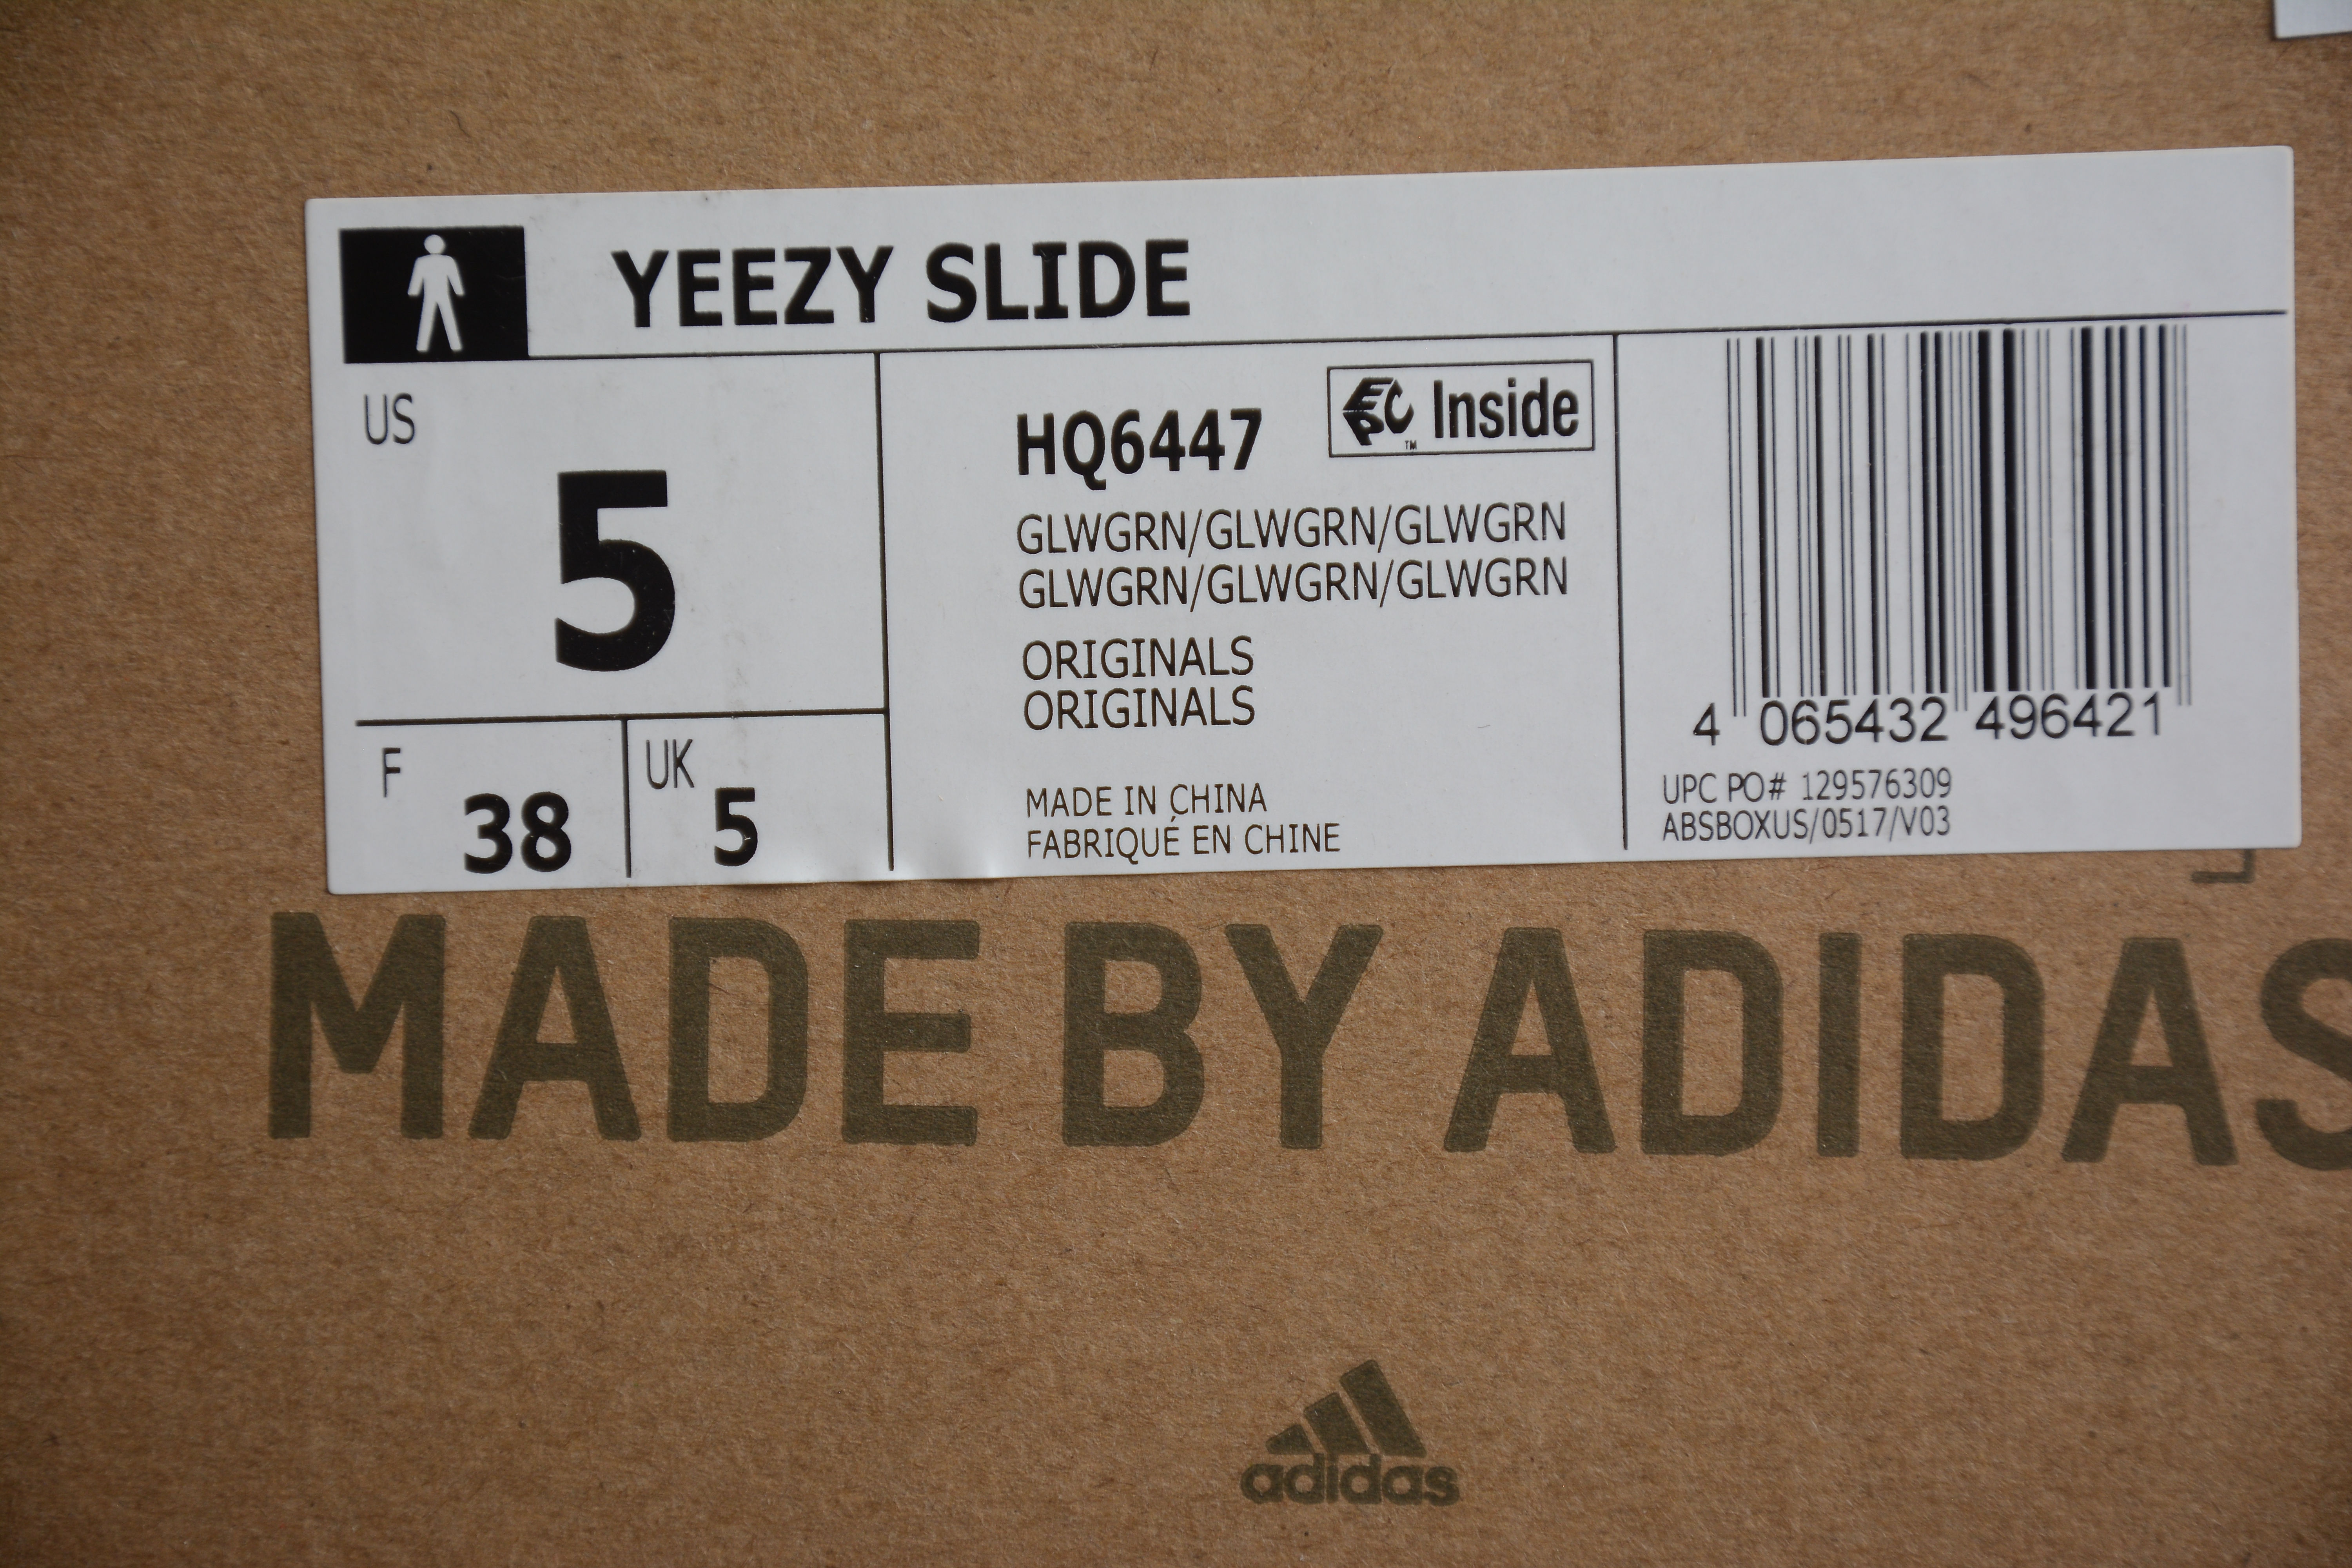 YEEZY SLIDE
US
5
F 38
UK 5
HQ6447
EPC™ Inside
GLWGRN/GLWGRN/GLWGRN
GLWGRN/GLWGRN/GLWGRN
ORIGINALS
ORIGINALS
MADE IN CHINA
FABRIQUÉ EN CHINE
4 065432 496421
UPC PO# 129576309
ABSBOXUS/0517/V03
MADE BY ADIDAS
adidas